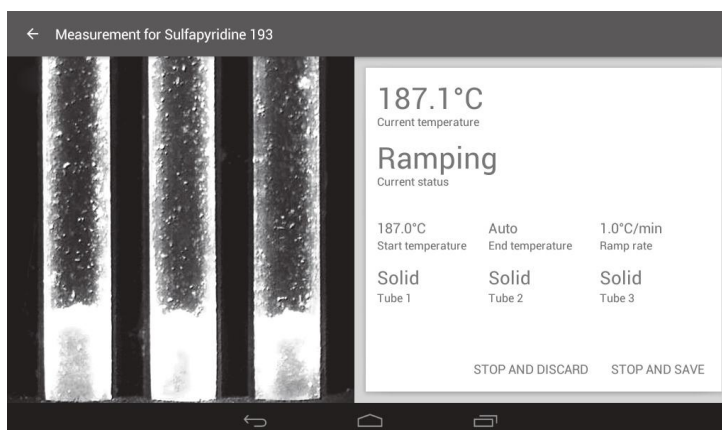 Measurement for Sulfapyridine 193
187.1°C
Current temperature
Ramping
Current status
187.0°C Auto 1.0°C/min
Start temperature End temperature Ramp rate
Solid Solid Solid
Tube 1 Tube 2 Tube 3
STOP AND DISCARD STOP AND SAVE